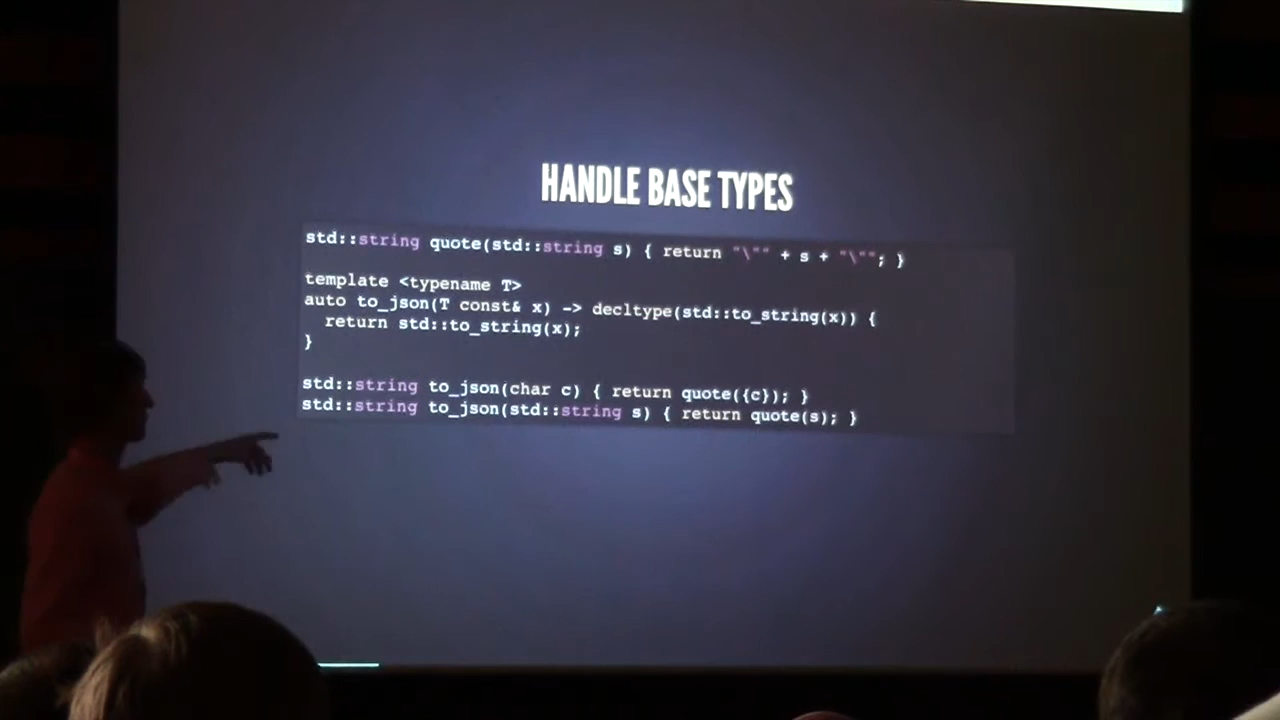 HANDLE BASE TYPES
std::string quote(std::string s) { return "\"" + s + "\""; }
template <typename T>
auto to_json(T const& x) -> decltype(std::to_string(x)) {
  return std::to_string(x);
}
std::string to_json(char c) { return quote({c}); }
std::string to_json(std::string s) { return quote(s); }